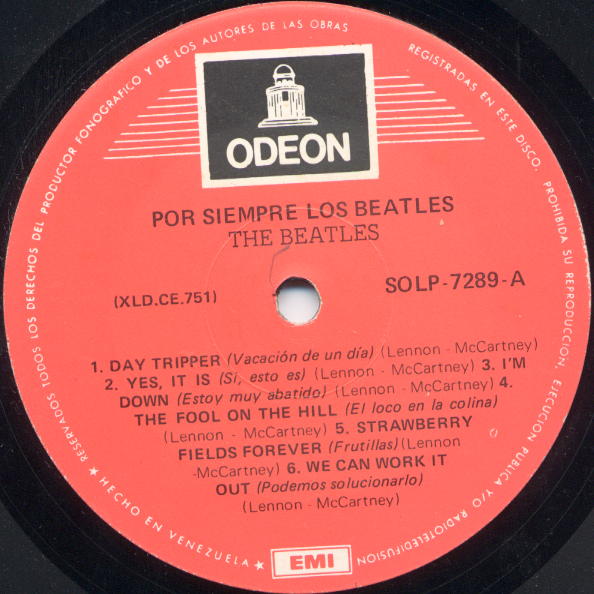 RESERVADOS TODOS LOS DERECHOS DEL PRODUCTOR FONOGRAFICO Y DE LOS AUTORES DE LAS OBRAS REGISTRADAS EN ESTE DISCO. PROHIBIDA SU REPRODUCCION, EJECUCION PUBLICA Y/O RADIOTELEDIFUSION
ODEON
POR SIEMPRE LOS BEATLES
THE BEATLES
(XLD.CE.751)
SOLP-7289-A
1. DAY TRIPPER (Vacación de un día) (Lennon - McCartney)
2. YES, IT IS (Si, esto es) (Lennon - McCartney) 3. I'M
DOWN (Estoy muy abatido) (Lennon - McCartney) 4.
THE FOOL ON THE HILL (El loco en la colina)
(Lennon - McCartney) 5. STRAWBERRY
FIELDS FOREVER (Frutillas) (Lennon
-McCartney) 6. WE CAN WORK IT
OUT (Podemos solucionarlo)
(Lennon - McCartney)
★ HECHO EN VENEZUELA ★
EMI